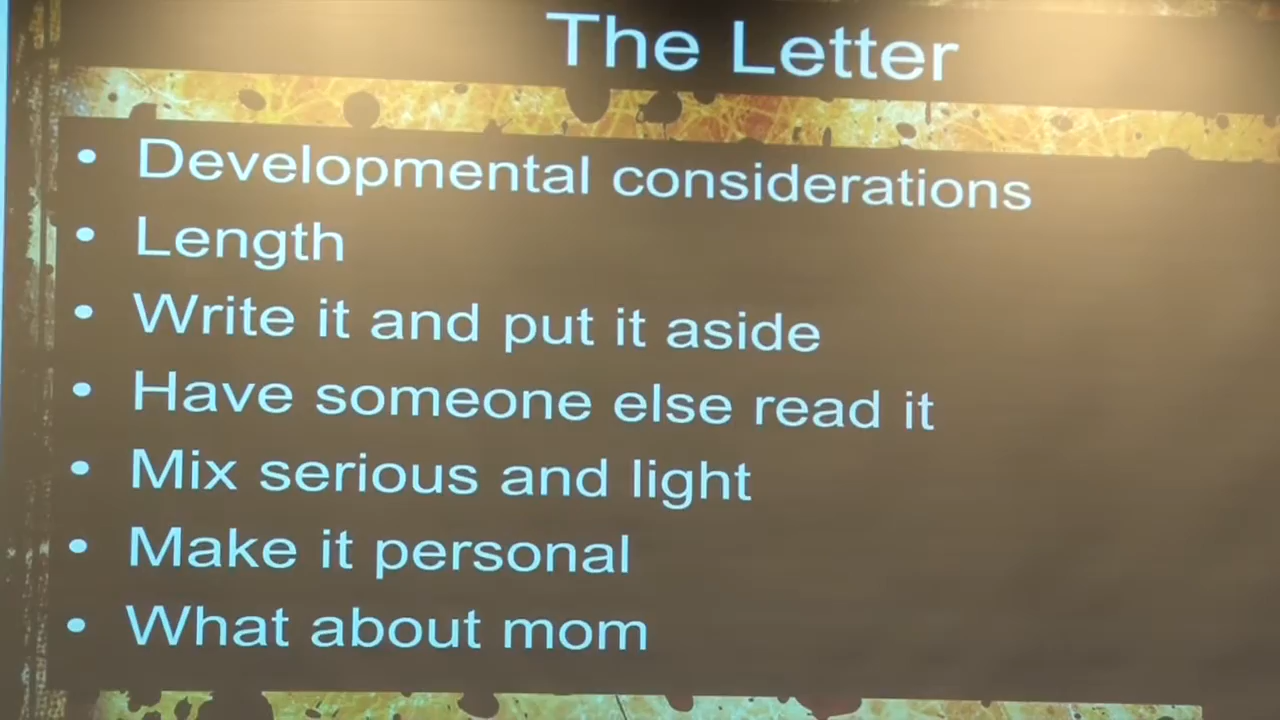 The Letter
• Developmental considerations
• Length
• Write it and put it aside
• Have someone else read it
• Mix serious and light
• Make it personal
• What about mom